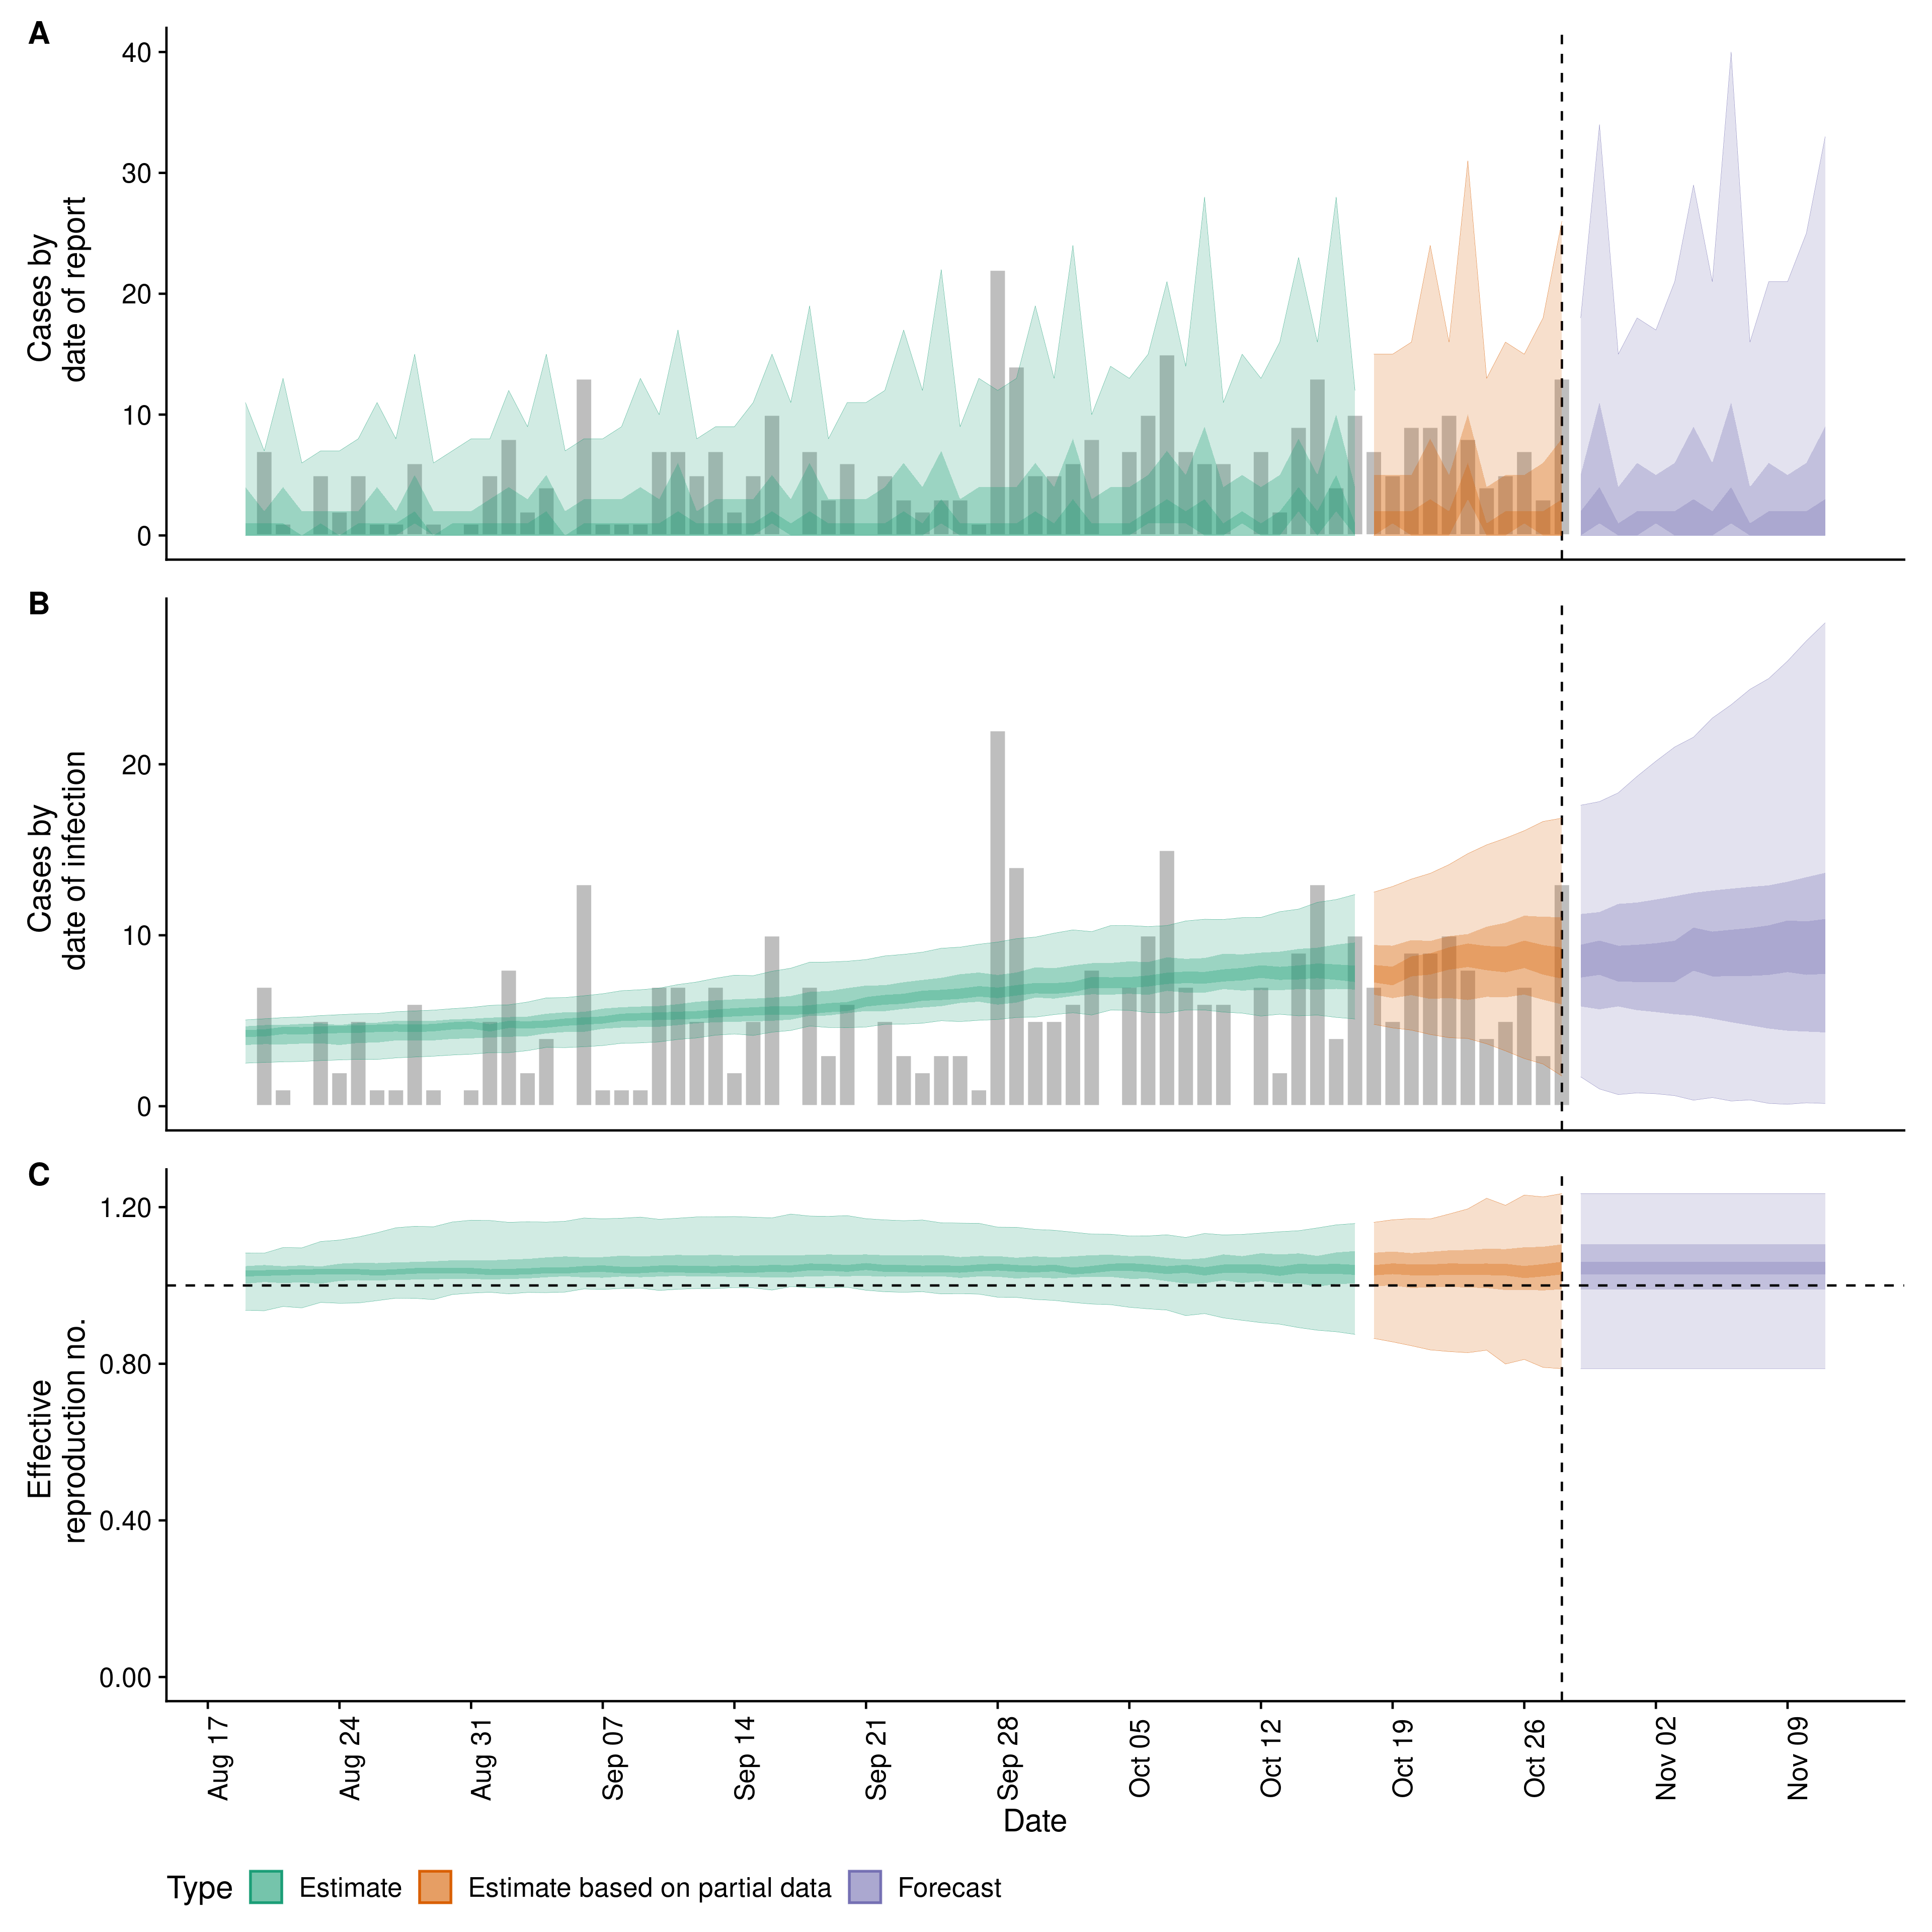 A
40
30
20
10
0
Cases by
date of report
B
20
10
0
Cases by
date of infection
C
1.20
0.80
0.40
0.00
Effective
reproduction no.
Aug 17
Aug 24
Aug 31
Sep 07
Sep 14
Sep 21
Sep 28
Oct 05
Oct 12
Oct 19
Oct 26
Nov 02
Nov 09
Date
Type Estimate Estimate based on partial data Forecast